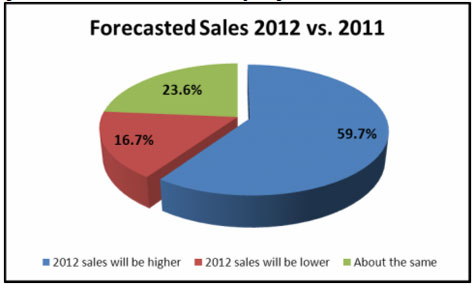 Forecasted Sales 2012 vs. 2011
23.6%
59.7%
16.7%
2012 sales will be higher 2012 sales will be lower About the same